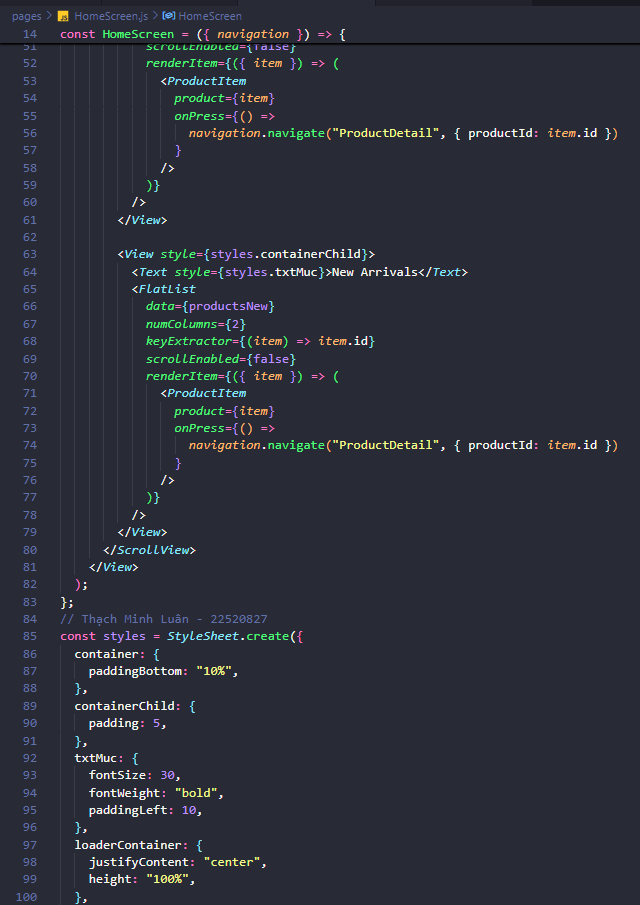 pages > JS HomeScreen.js > HomeScreen
14 const HomeScreen = ({ navigation }) => {
51 scrollEnabled={false}
52 renderItem={({ item }) => (
53 <ProductItem
54 product={item}
55 onPress={() =>
56 navigation.navigate("ProductDetail", { productId: item.id })
57 }
58 />
59 )}
60 />
61 </View>
62
63 <View style={styles.containerChild}>
64 <Text style={styles.txtMuc}>New Arrivals</Text>
65 <FlatList
66 data={productsNew}
67 numColumns={2}
68 keyExtractor={(item) => item.id}
69 scrollEnabled={false}
70 renderItem={({ item }) => (
71 <ProductItem
72 product={item}
73 onPress={() =>
74 navigation.navigate("ProductDetail", { productId: item.id })
75 }
76 />
77 )}
78 />
79 </View>
80 </ScrollView>
81 </View>
82 );
83 };
84 // Thạch Minh Luân - 22520827
85 const styles = StyleSheet.create({
86 container: {
87 paddingBottom: "10%",
88 },
89 containerChild: {
90 padding: 5,
91 },
92 txtMuc: {
93 fontSize: 30,
94 fontWeight: "bold",
95 paddingLeft: 10,
96 },
97 loaderContainer: {
98 justifyContent: "center",
99 height: "100%",
100 },